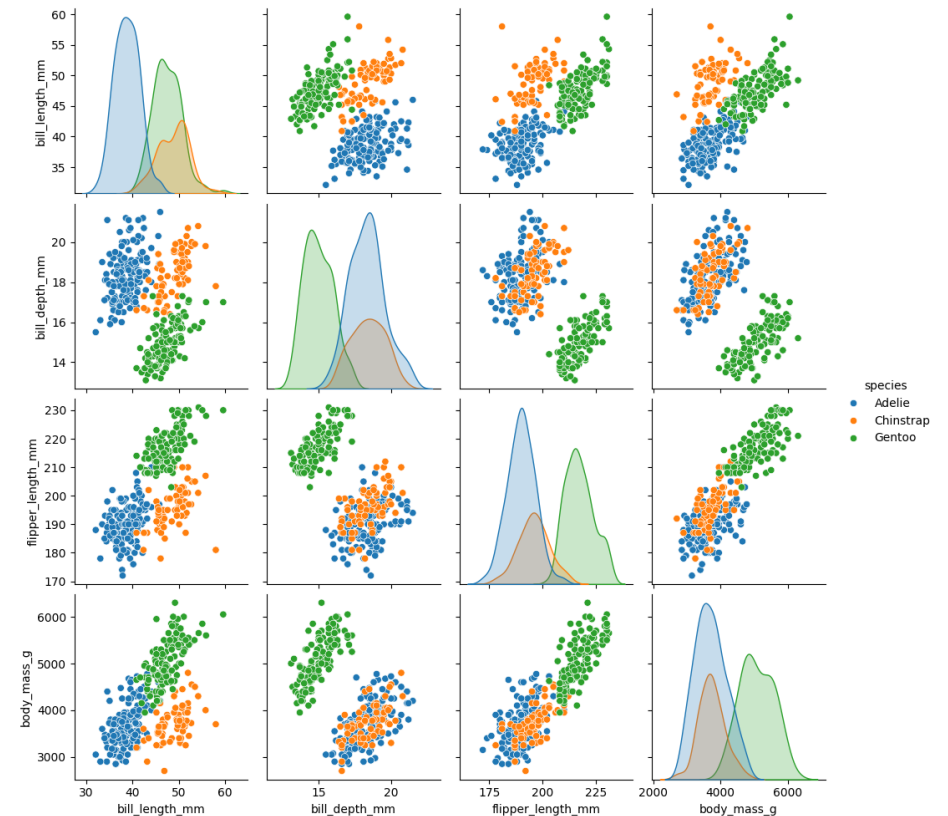 60
55
50
45
40
35
bill_length_mm
20
18
16
14
bill_depth_mm
species
Adelie
Chinstrap
Gentoo
230
220
210
200
190
180
170
flipper_length_mm
6000
5000
4000
3000
body_mass_g
30 40 50 60
15 20
175 200 225
2000 4000 6000
bill_length_mm
bill_depth_mm
flipper_length_mm
body_mass_g